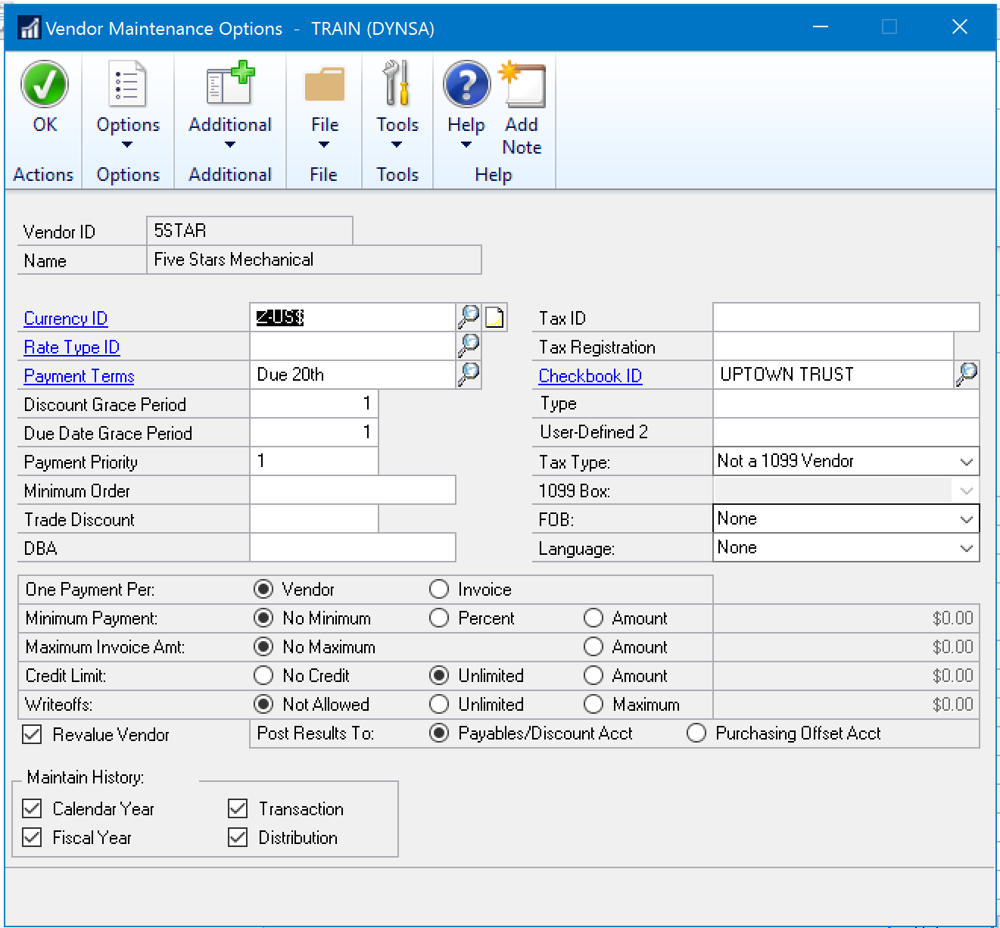 Vendor Maintenance Options - TRAIN (DYNSA)
OK Options Additional File Tools Help Add Note
Actions Options Additional File Tools Help
Vendor ID 5STAR
Name Five Stars Mechanical
Currency ID Z-US$ Tax ID
Rate Type ID Tax Registration
Payment Terms Due 20th Checkbook ID UPTOWN TRUST
Discount Grace Period 1 Type
Due Date Grace Period 1 User-Defined 2
Payment Priority 1 Tax Type: Not a 1099 Vendor
Minimum Order 1099 Box:
Trade Discount FOB: None
DBA Language: None
One Payment Per: Vendor Invoice
Minimum Payment: No Minimum Percent Amount $0.00
Maximum Invoice Amt: No Maximum Amount $0.00
Credit Limit: No Credit Unlimited Amount $0.00
Writeoffs: Not Allowed Unlimited Maximum $0.00
Revalue Vendor Post Results To: Payables/Discount Acct Purchasing Offset Acct
Maintain History:
Calendar Year Transaction
Fiscal Year Distribution